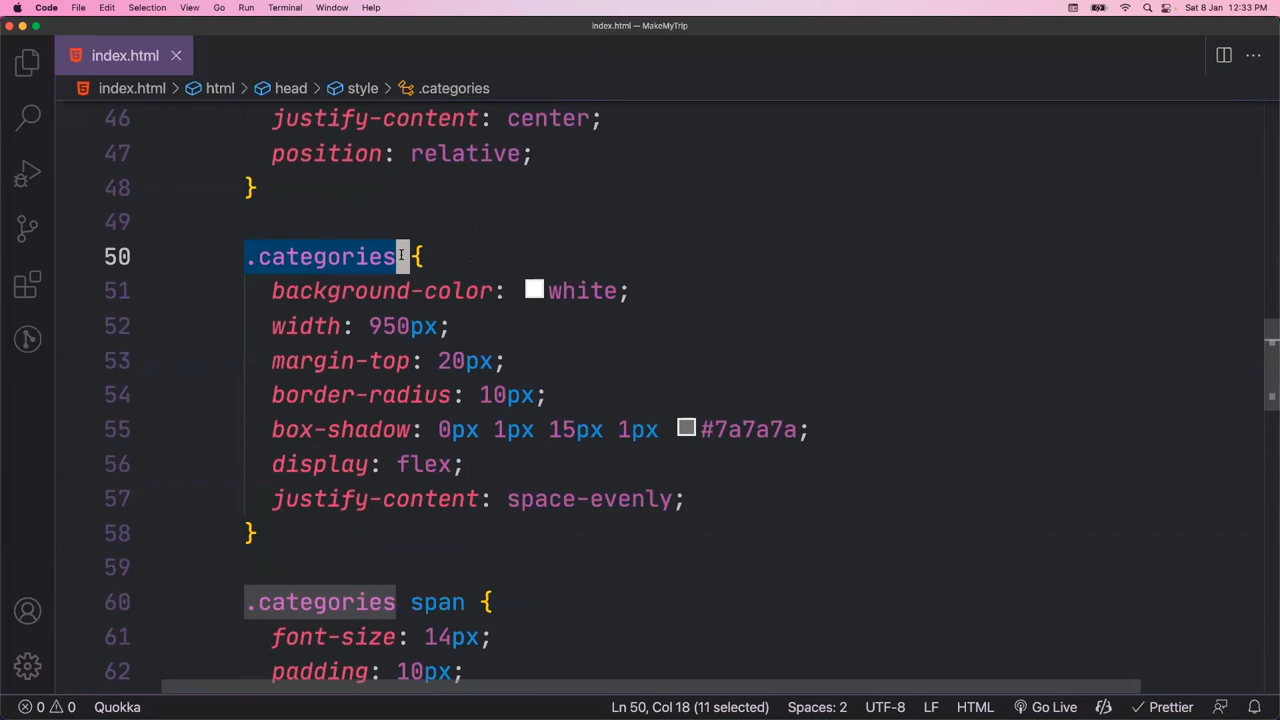 Code File Edit Selection View Go Run Terminal Window Help Sat 8 Jan 12:33 PM
index.html — MakeMyTrip
index.html
index.html > html > head > style > .categories
46 justify-content: center;
47 position: relative;
48 }
49
50 .categories {
51 background-color: white;
52 width: 950px;
53 margin-top: 20px;
54 border-radius: 10px;
55 box-shadow: 0px 1px 15px 1px #7a7a7a;
56 display: flex;
57 justify-content: space-evenly;
58 }
59
60 .categories span {
61 font-size: 14px;
62 padding: 10px;
0 0 Quokka Ln 50, Col 18 (11 selected) Spaces: 2 UTF-8 LF HTML Go Live Prettier